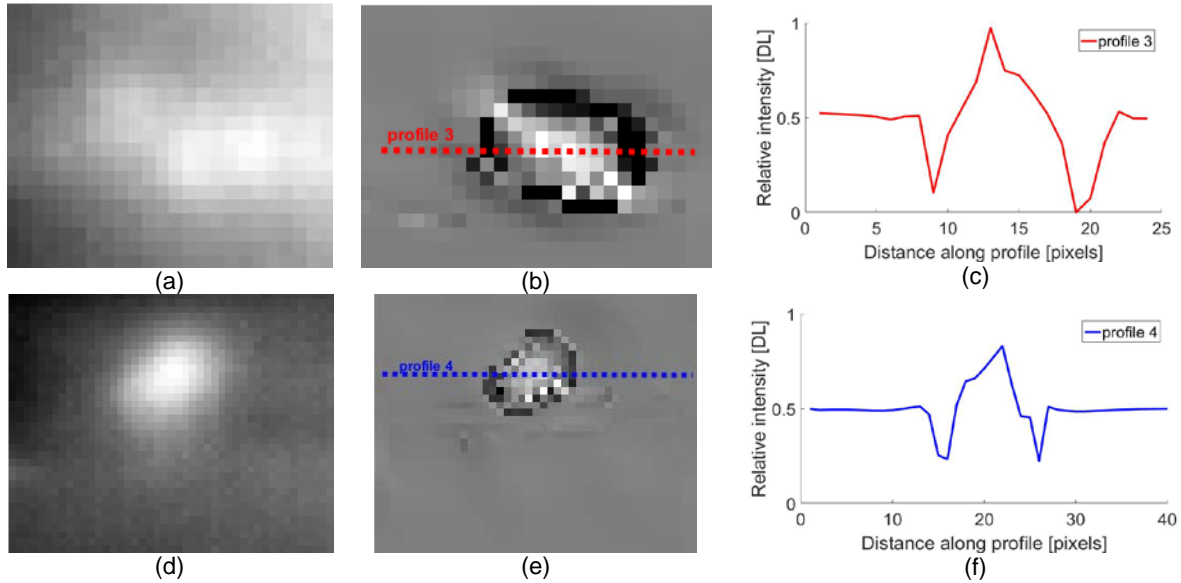 profile 3
1
0.5
0
Relative intensity [DL]
profile 3
0 5 10 15 20 25
Distance along profile [pixels]
(a)
(b)
(c)
profile 4
1
0.5
0
Relative intensity [DL]
profile 4
0 10 20 30 40
Distance along profile [pixels]
(d)
(e)
(f)